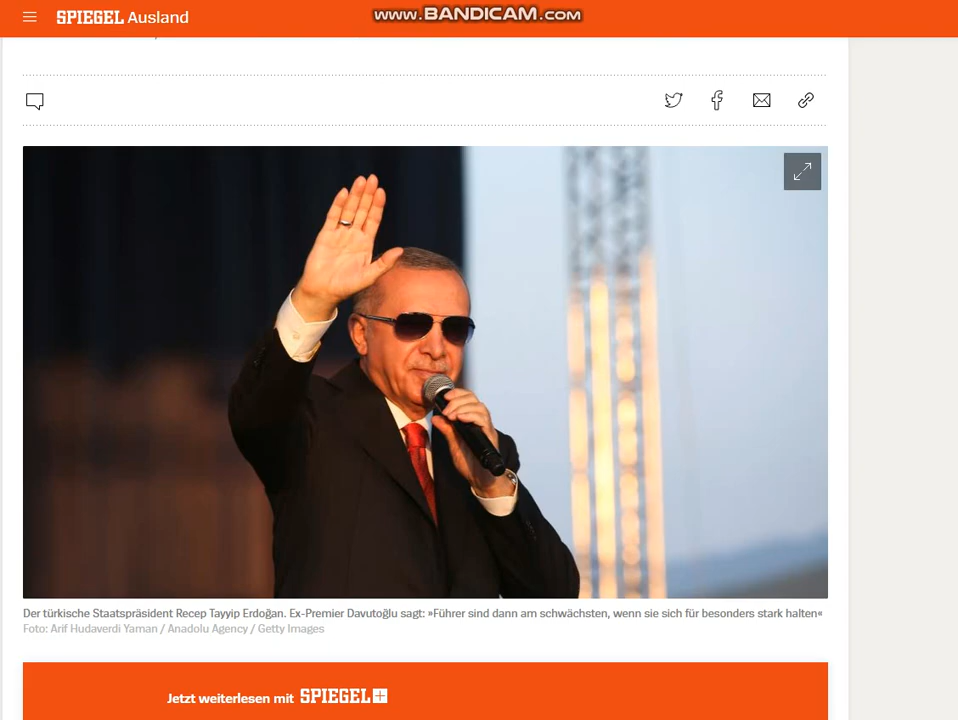 SPIEGEL Ausland
www.BANDICAM.com
Der türkische Staatspräsident Recep Tayyip Erdoğan. Ex-Premier Davutoğlu sagt: »Führer sind dann am schwächsten, wenn sie sich für besonders stark halten«
Foto: Arif Hudaverdi Yaman / Anadolu Agency / Getty Images
Jetzt weiterlesen mit SPIEGEL+